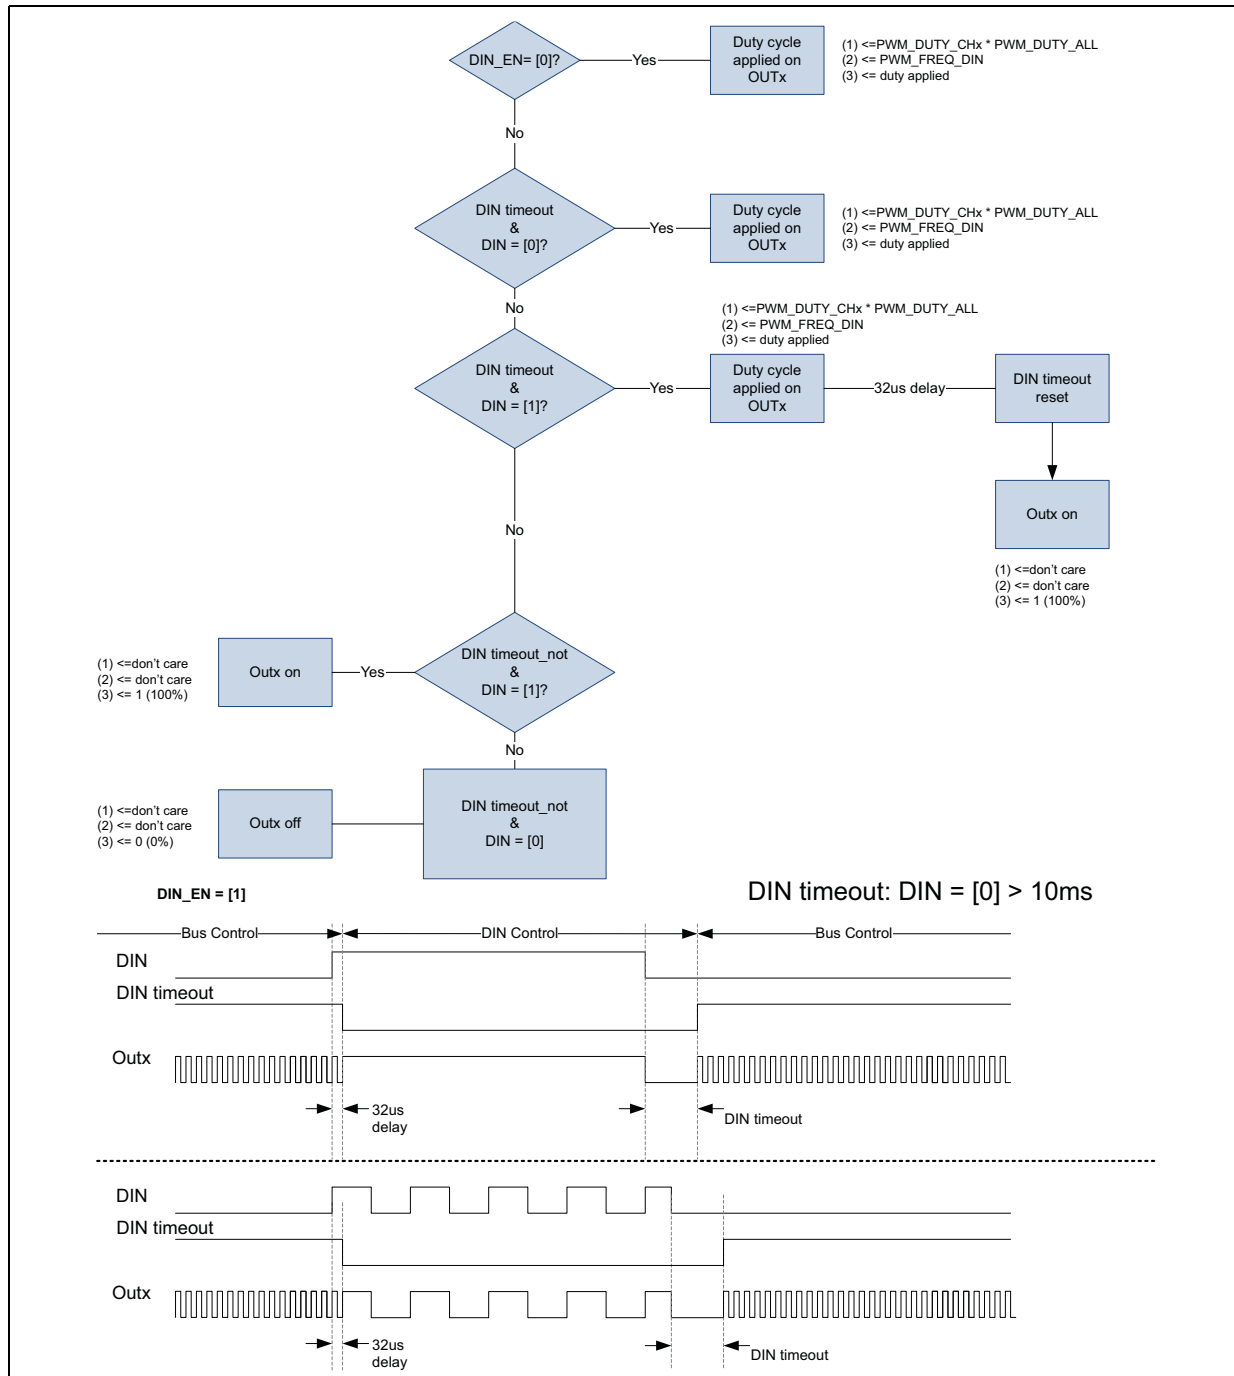 DIN_EN= [0]?
Yes
Duty cycle
applied on
OUTx
(1) <=PWM_DUTY_CHx * PWM_DUTY_ALL
(2) <= PWM_FREQ_DIN
(3) <= duty applied
No
DIN timeout
&
DIN = [0]?
Yes
Duty cycle
applied on
OUTx
(1) <=PWM_DUTY_CHx * PWM_DUTY_ALL
(2) <= PWM_FREQ_DIN
(3) <= duty applied
No
(1) <=PWM_DUTY_CHx * PWM_DUTY_ALL
(2) <= PWM_FREQ_DIN
(3) <= duty applied
DIN timeout
&
DIN = [1]?
Yes
Duty cycle
applied on
OUTx
32us delay
DIN timeout
reset
Outx on
(1) <=don't care
(2) <= don't care
(3) <= 1 (100%)
No
(1) <=don't care
(2) <= don't care
(3) <= 1 (100%)
Outx on
Yes
DIN timeout_not
&
DIN = [1]?
No
(1) <=don't care
(2) <= don't care
(3) <= 0 (0%)
Outx off
DIN timeout_not
&
DIN = [0]
DIN_EN = [1]
DIN timeout: DIN = [0] > 10ms
Bus Control
DIN Control
Bus Control
DIN
DIN timeout
Outx
32us
delay
DIN timeout
DIN
DIN timeout
Outx
32us
delay
DIN timeout